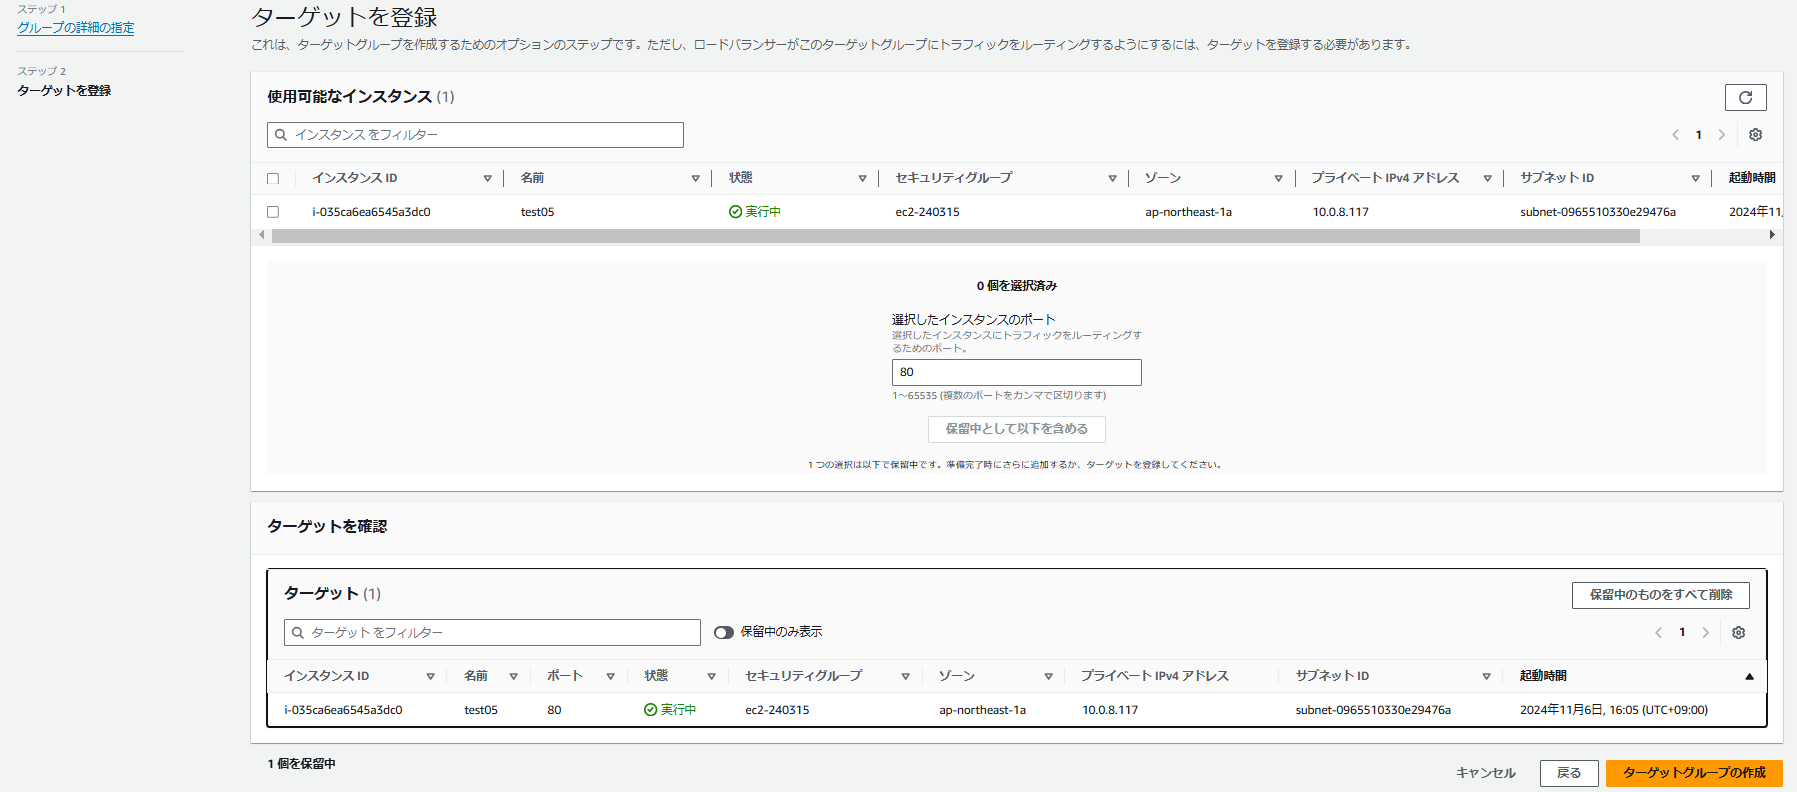 ステップ 1
グループの詳細の指定
ステップ 2
ターゲットを登録
ターゲットを登録
これは、ターゲットグループを作成するためのオプションのステップです。ただし、ロードバランサーがこのターゲットグループにトラフィックをルーティングするようにするには、ターゲットを登録する必要があります。
使用可能なインスタンス (1)
インスタンス をフィルター
1
インスタンス ID 名前 状態 セキュリティグループ ゾーン プライベート IPv4 アドレス サブネット ID 起動時間
i-035ca6ea6545a3dc0 test05 実行中 ec2-240315 ap-northeast-1a 10.0.8.117 subnet-0965510330e29476a 2024年11
0 個を選択済み
選択したインスタンスのポート
選択したインスタンスにトラフィックをルーティングす
るためのポート。
80
1～65535 (複数のポートをカンマで区切ります)
保留中として以下を含める
1 つの選択は以下で保留中です。準備完了時にさらに追加するか、ターゲットを登録してください。
ターゲットを確認
ターゲット (1)
保留中のものをすべて削除
ターゲット をフィルター
保留中のみ表示
1
インスタンス ID 名前 ポート 状態 セキュリティグループ ゾーン プライベート IPv4 アドレス サブネット ID 起動時間
i-035ca6ea6545a3dc0 test05 80 実行中 ec2-240315 ap-northeast-1a 10.0.8.117 subnet-0965510330e29476a 2024年11月6日, 16:05 (UTC+09:00)
1 個を保留中
キャンセル 戻る ターゲットグループの作成